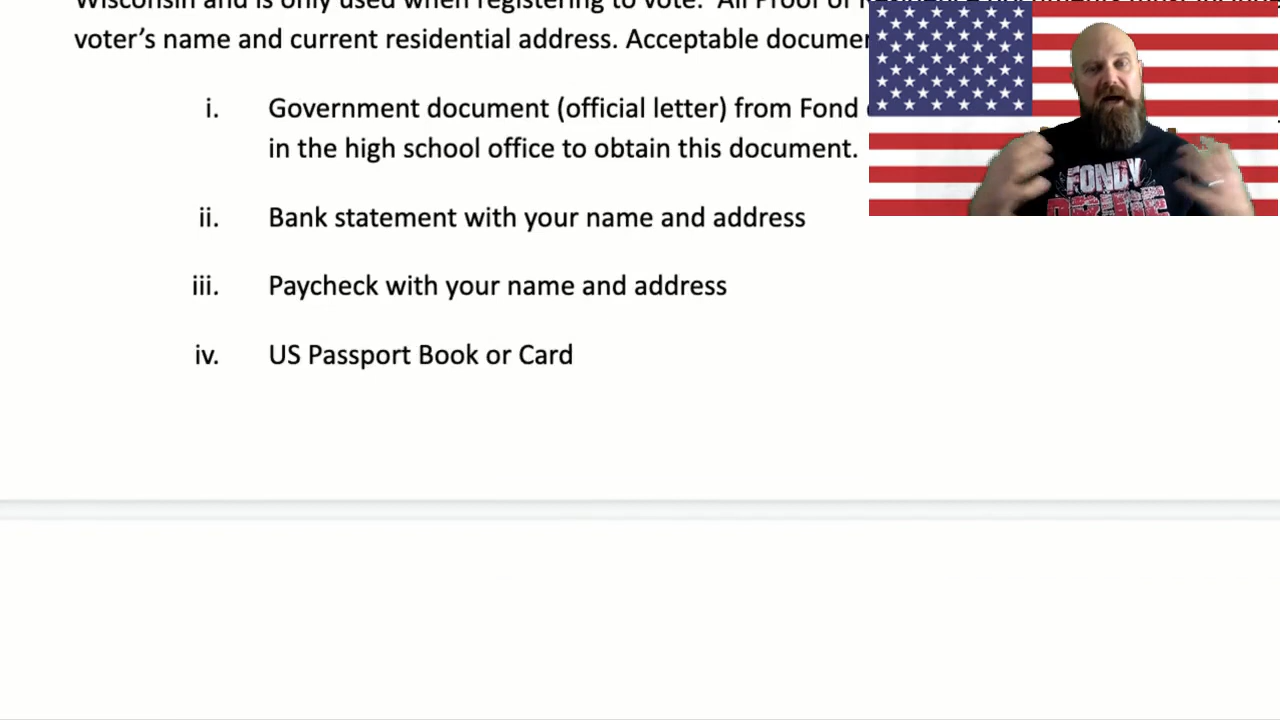 Wisconsin and is only used when registering to vote. All Proof of
voter's name and current residential address. Acceptable
i. Government document (official letter) from Fond
in the high school office to obtain this document.
ii. Bank statement with your name and address
iii. Paycheck with your name and address
iv. US Passport Book or Card
FONDY
PRIDE